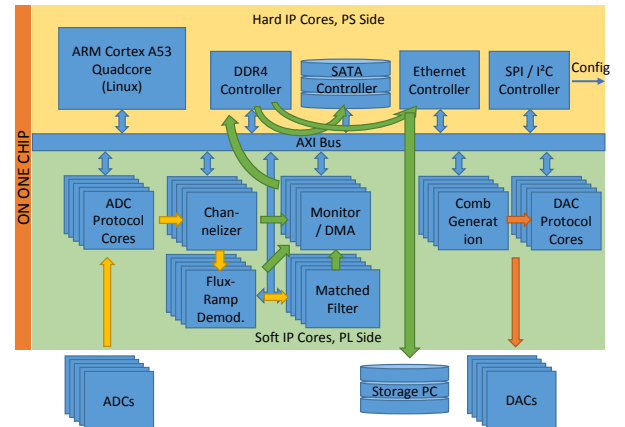 Hard IP Cores, PS Side
ON ONE CHIP
ARM Cortex A53
Quadcore
(Linux)
DDR4
Controller
SATA
Controller
Ethernet
Controller
SPI / I²C
Controller
Config
AXI Bus
ADC
Protocol
Cores
Chan-
nelizer
Monitor
/ DMA
Comb
Generat
ion
DAC
Protocol
Cores
Flux-
Ramp
Demod.
Matched
Filter
Soft IP Cores, PL Side
ADCs
Storage PC
DACs